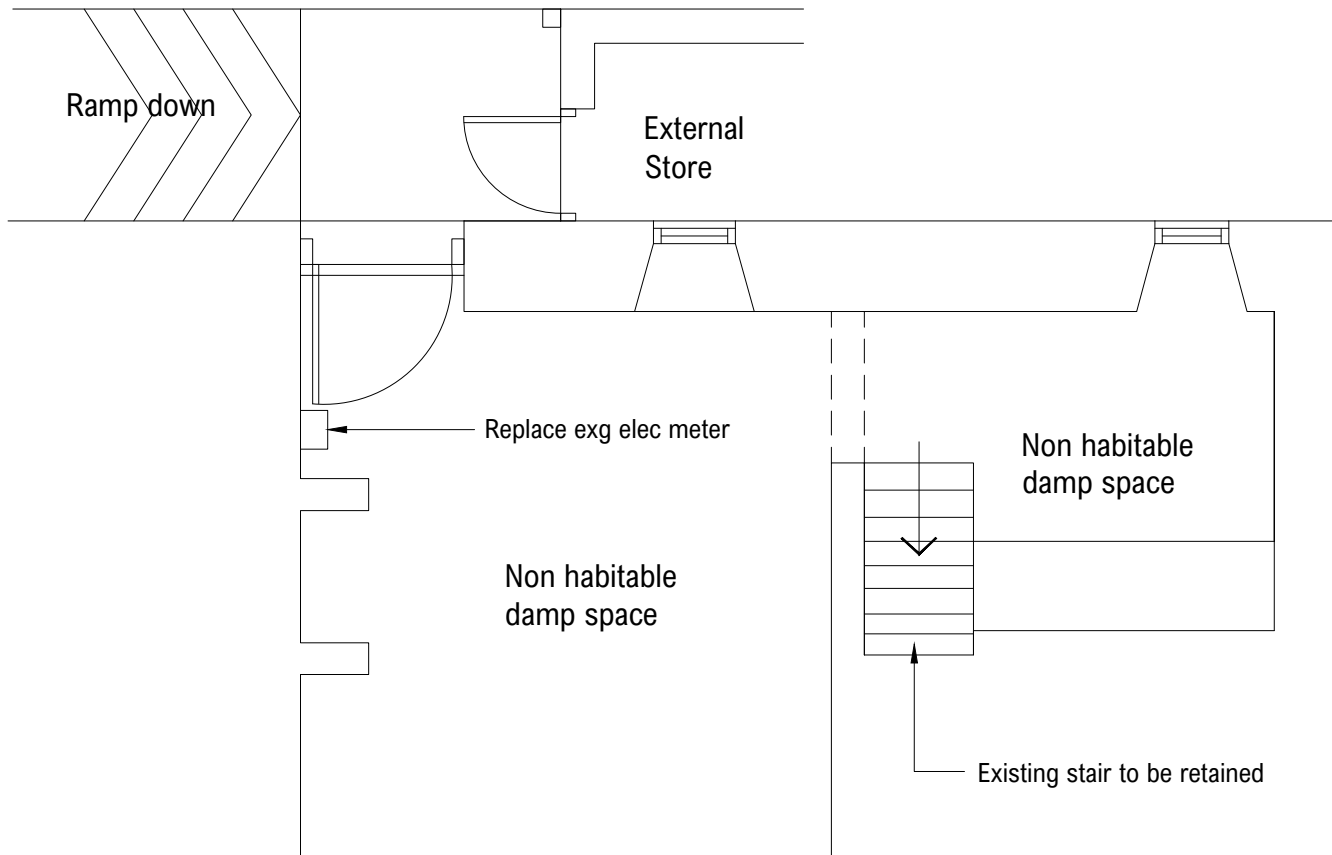 Ramp down
External
Store
Replace exg elec meter
Non habitable
damp space
Non habitable
damp space
Existing stair to be retained